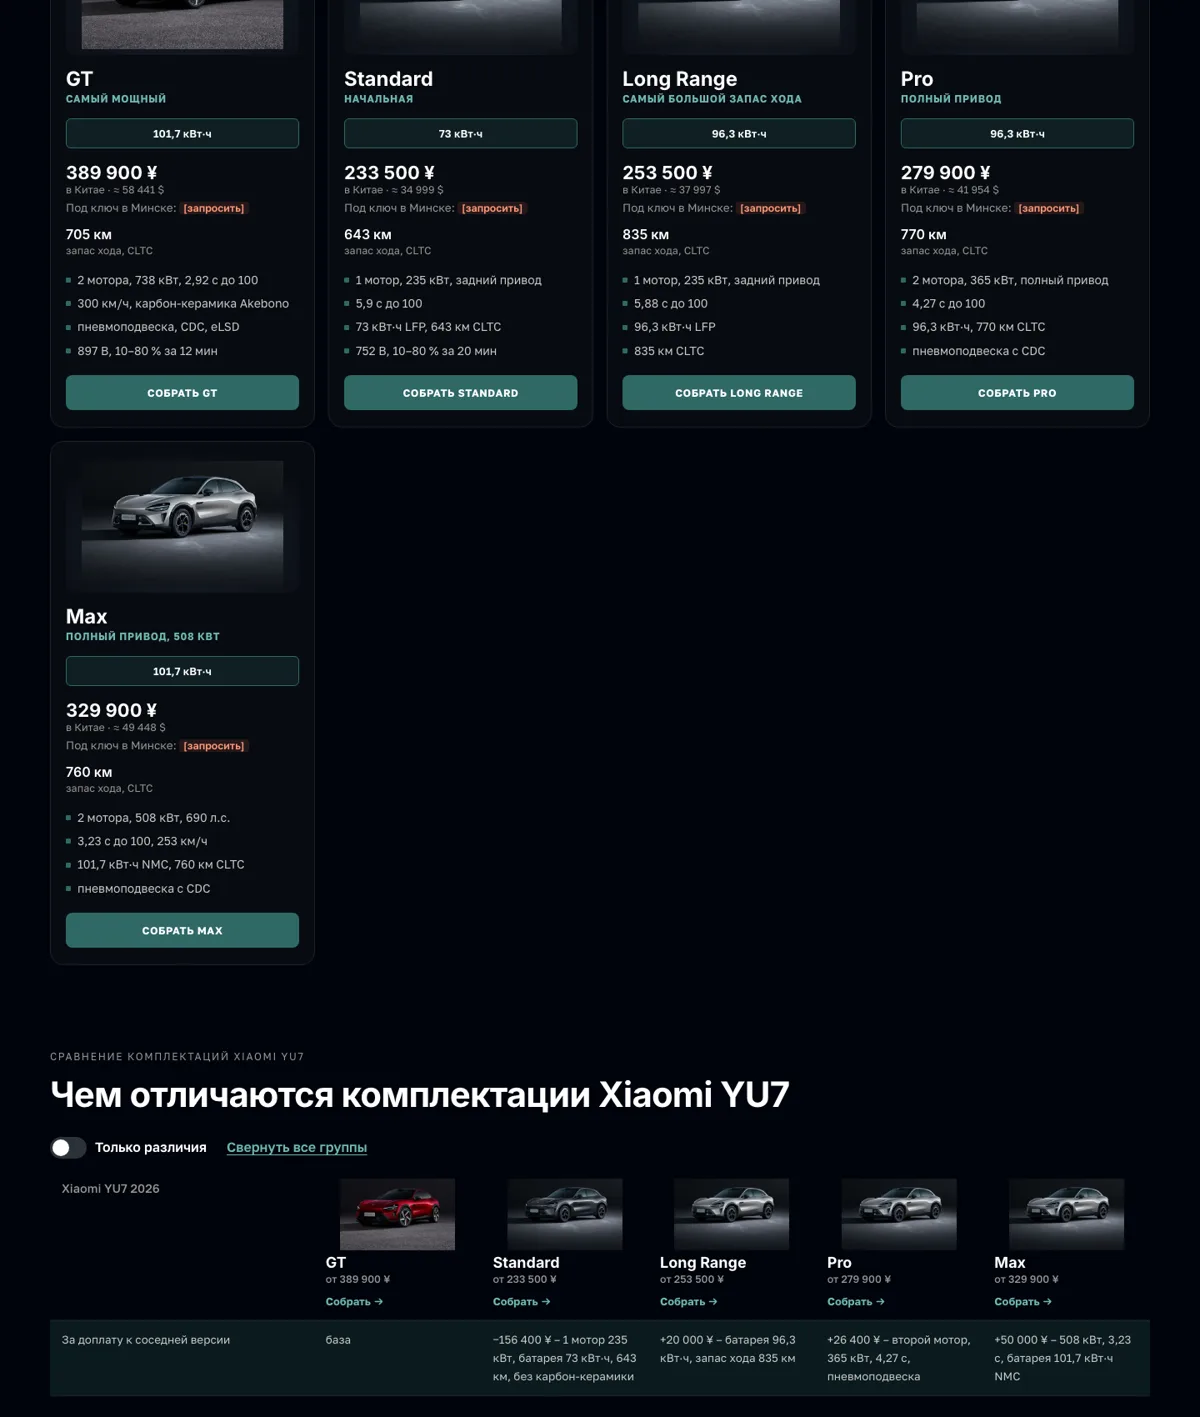 GT
САМЫЙ МОЩНЫЙ
101,7 кВт·ч
389 900 ¥
в Китае · ≈ 58 441 $
Под ключ в Минске: [запросить]
705 км
запас хода, CLTC
2 мотора, 738 кВт, 2,92 с до 100
300 км/ч, карбон-керамика Akebono
пневмоподвеска, CDC, eLSD
897 В, 10–80 % за 12 мин
СОБРАТЬ GT
Standard
НАЧАЛЬНАЯ
73 кВт·ч
233 500 ¥
в Китае · ≈ 34 999 $
Под ключ в Минске: [запросить]
643 км
запас хода, CLTC
1 мотор, 235 кВт, задний привод
5,9 с до 100
73 кВт·ч LFP, 643 км CLTC
752 В, 10–80 % за 20 мин
СОБРАТЬ STANDARD
Long Range
САМЫЙ БОЛЬШОЙ ЗАПАС ХОДА
96,3 кВт·ч
253 500 ¥
в Китае · ≈ 37 997 $
Под ключ в Минске: [запросить]
835 км
запас хода, CLTC
1 мотор, 235 кВт, задний привод
5,88 с до 100
96,3 кВт·ч LFP
835 км CLTC
СОБРАТЬ LONG RANGE
Pro
ПОЛНЫЙ ПРИВОД
96,3 кВт·ч
279 900 ¥
в Китае · ≈ 41 954 $
Под ключ в Минске: [запросить]
770 км
запас хода, CLTC
2 мотора, 365 кВт, полный привод
4,27 с до 100
96,3 кВт·ч, 770 км CLTC
пневмоподвеска с CDC
СОБРАТЬ PRO
Max
ПОЛНЫЙ ПРИВОД, 508 КВТ
101,7 кВт·ч
329 900 ¥
в Китае · ≈ 49 448 $
Под ключ в Минске: [запросить]
760 км
запас хода, CLTC
2 мотора, 508 кВт, 690 л.с.
3,23 с до 100, 253 км/ч
101,7 кВт·ч NMC, 760 км CLTC
пневмоподвеска с CDC
СОБРАТЬ MAX
СРАВНЕНИЕ КОМПЛЕКТАЦИЙ XIAOMI YU7
Чем отличаются комплектации Xiaomi YU7
Только различия
Свернуть все группы
Xiaomi YU7 2026
GT
от 389 900 ¥
Собрать →
Standard
от 233 500 ¥
Собрать →
Long Range
от 253 500 ¥
Собрать →
Pro
от 279 900 ¥
Собрать →
Max
от 329 900 ¥
Собрать →
За доплату к соседней версии
база
−156 400 ¥ – 1 мотор 235
кВт, батарея 73 кВт·ч, 643
км, без карбон-керамики
+20 000 ¥ – батарея 96,3
кВт·ч, запас хода 835 км
+26 400 ¥ – второй мотор,
365 кВт, 4,27 с,
пневмоподвеска
+50 000 ¥ – 508 кВт, 3,23
с, батарея 101,7 кВт·ч
NMC